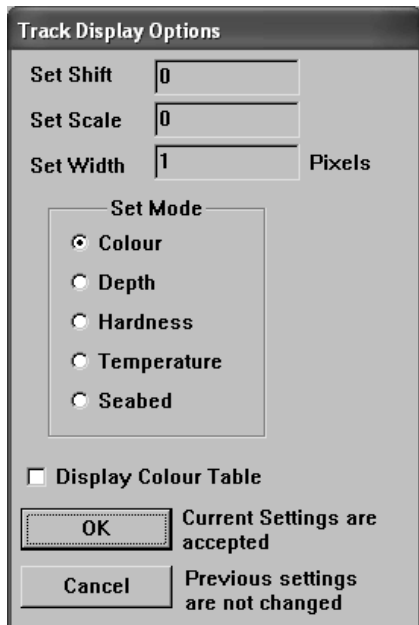 Track Display Options
Set Shift 0
Set Scale 0
Set Width 1 Pixels
Set Mode
Colour
Depth
Hardness
Temperature
Seabed
Display Colour Table
OK Current Settings are
accepted
Cancel Previous settings
are not changed